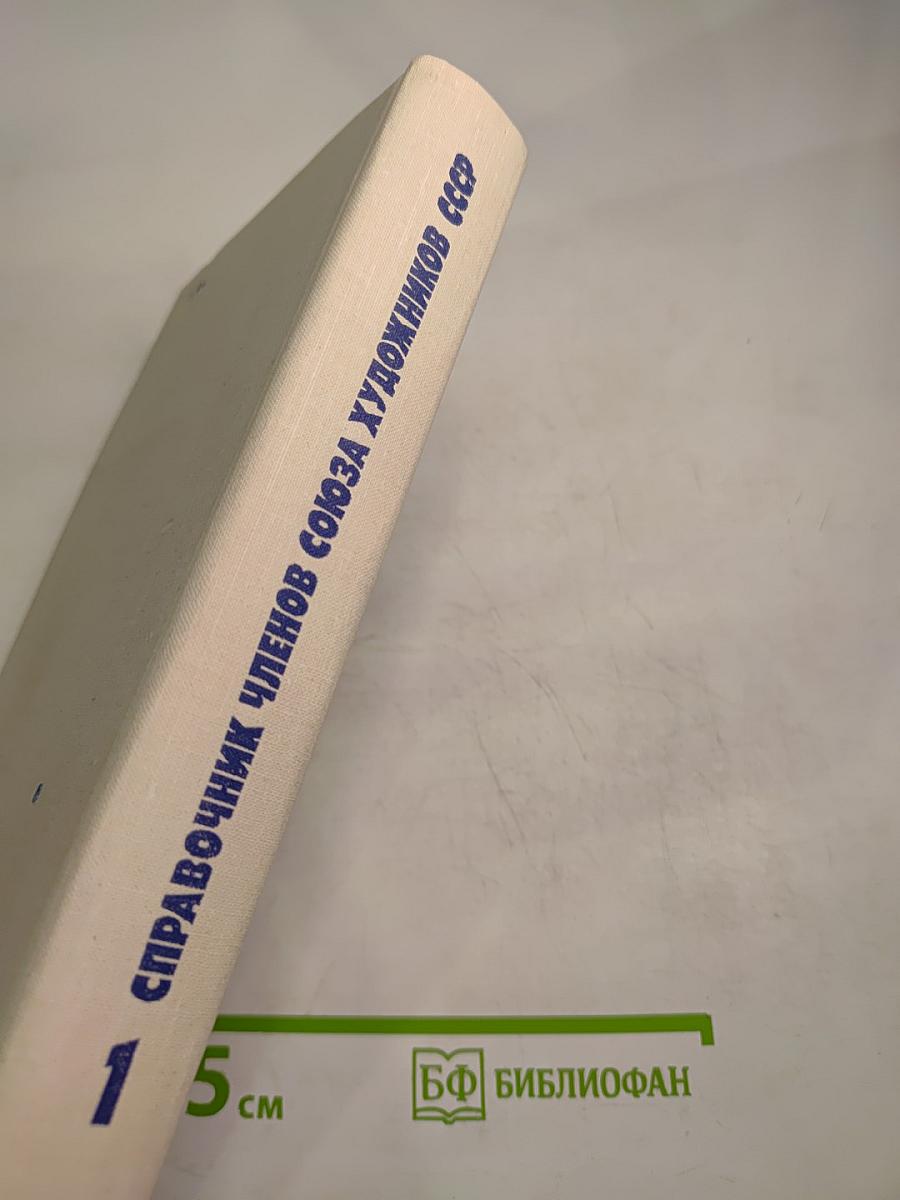 СПРАВОЧНИК ЧЛЕНОВ СОЮЗА ХУДОЖНИКОВ СССР
1
5 см
БФ БИБЛИОФАН